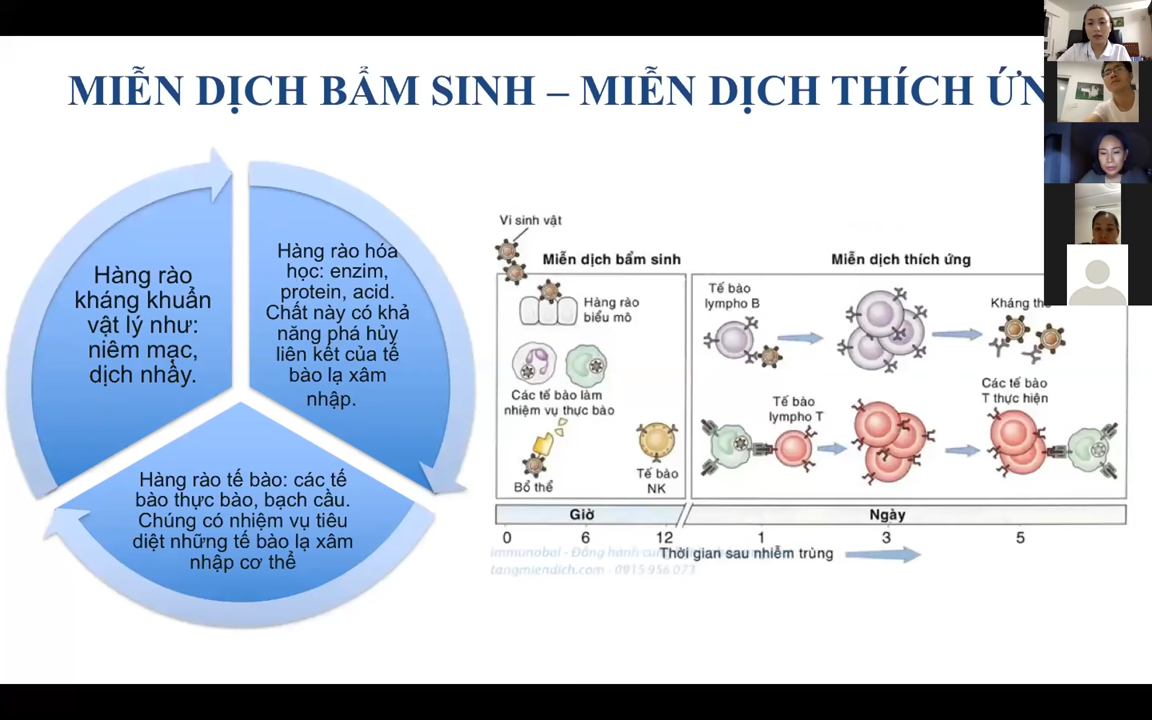 MIỄN DỊCH BẨM SINH – MIỄN DỊCH THÍCH
Hàng rào
kháng khuẩn
vật lý như:
niêm mạc,
dịch nhầy.
Hàng rào hóa
học: enzim,
protein, acid.
Chất này có khả
năng phá hủy
liên kết của tế
bào lạ xâm
nhập.
Hàng rào tế bào: các tế
bào thực bào, bạch cầu.
Chúng có nhiệm vụ tiêu
diệt những tế bào lạ xâm
nhập cơ thể
Vi sinh vật
Miễn dịch bẩm sinh
Hàng rào
biểu mô
Các tế bào làm
nhiệm vụ thực bào
Bổ thể
Tế bào
NK
Miễn dịch thích ứng
Tế bào
lympho B
Kháng
Tế bào
lympho T
Các tế bào
T thực hiện
Giờ
Ngày
0 6 12 1 3 5
Thời gian sau nhiễm trùng
immunobal - Đồng hành
tangmiendich.com - 0915 956 073